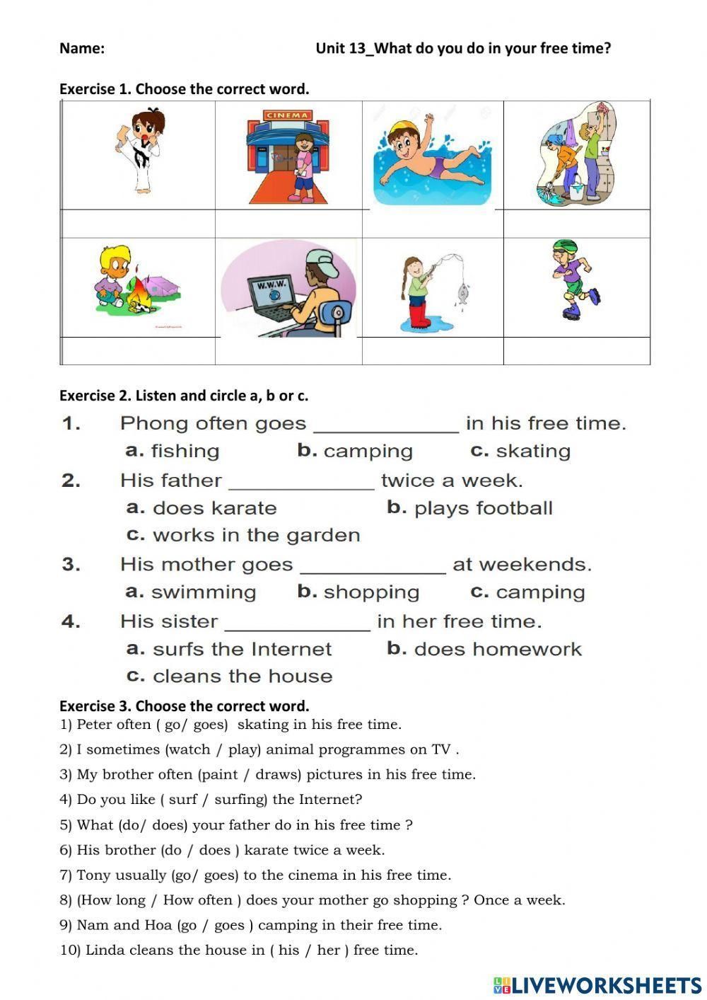 Name: Unit 13_What do you do in your free time?
Exercise 1. Choose the correct word.
CINEMA
W.W.W.
Exercise 2. Listen and circle a, b or c.
1. Phong often goes ______________ in his free time.
a. fishing b. camping c. skating
2. His father ______________ twice a week.
a. does karate b. plays football
c. works in the garden
3. His mother goes ______________ at weekends.
a. swimming b. shopping c. camping
4. His sister ______________ in her free time.
a. surfs the Internet b. does homework
c. cleans the house
Exercise 3. Choose the correct word.
1) Peter often ( go/ goes)  skating in his free time.
2) I sometimes (watch / play) animal programmes on TV .
3) My brother often (paint / draws) pictures in his free time.
4) Do you like ( surf / surfing) the Internet?
5) What (do/ does) your father do in his free time ?
6) His brother (do / does ) karate twice a week.
7) Tony usually (go/ goes) to the cinema in his free time.
8) (How long / How often ) does your mother go shopping ? Once a week.
9) Nam and Hoa (go / goes ) camping in their free time.
10) Linda cleans the house in ( his / her ) free time.
LIVE LIVEWORKSHEETS